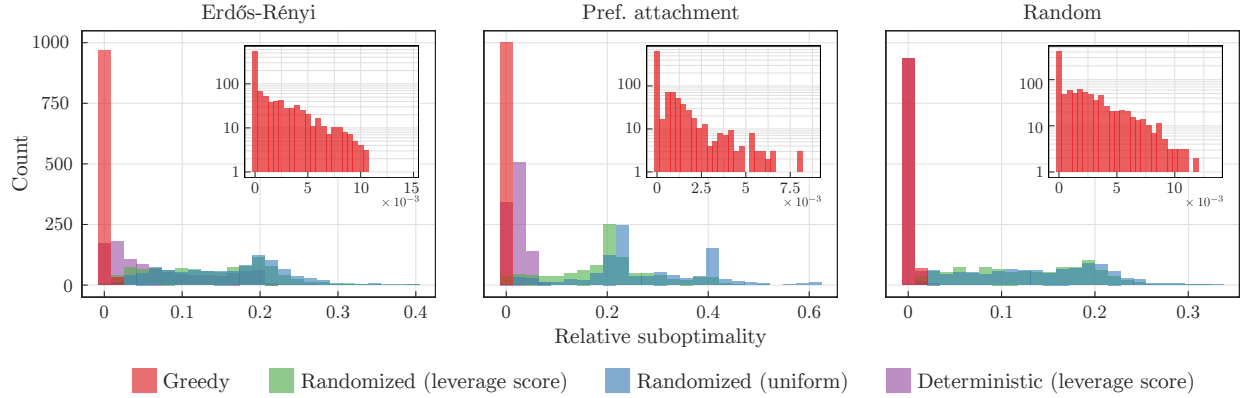 Erdős-Rényi
Pref. attachment
Random
Count
1000
750
500
250
0
0 0.1 0.2 0.3 0.4
100
10
1
0 5 10 15
× 10⁻³
0 0.2 0.4 0.6
100
10
1
0 2.5 5.0 7.5
× 10⁻³
0 0.1 0.2 0.3
100
10
1
0 5 10
× 10⁻³
Relative suboptimality
Greedy Randomized (leverage score) Randomized (uniform) Deterministic (leverage score)